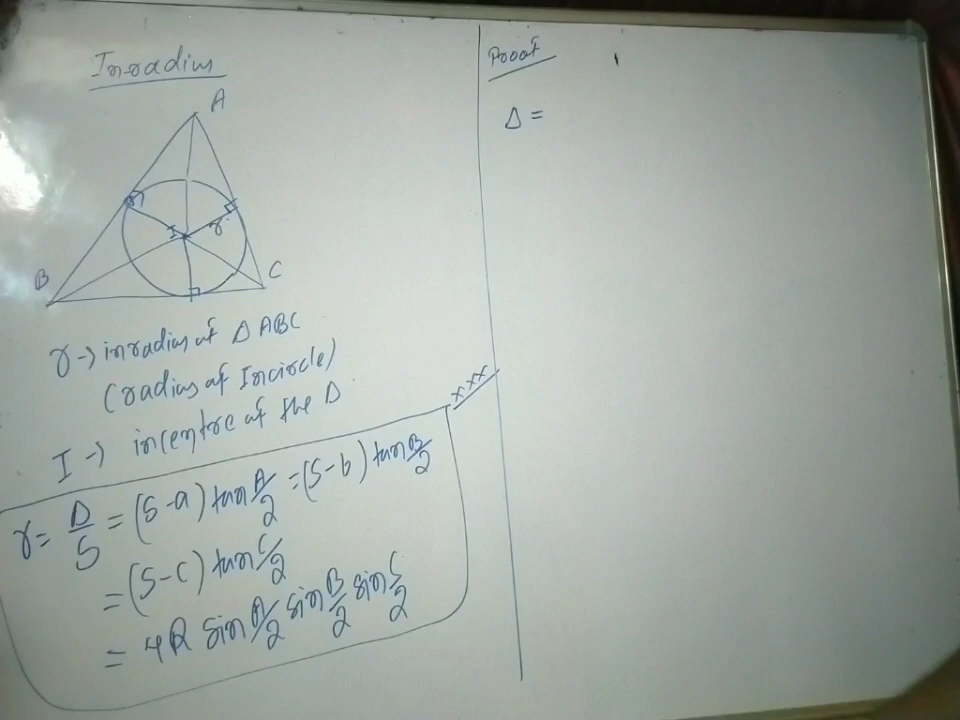 Inradius
A
I
r
B
C
r → inradius of Δ ABC
(radius of Incircle)
I → incentre of the Δ
xxx
r = Δ/S = (S-a) tan A/2 = (S-b) tan B/2
= (S-c) tan C/2
= 4R sin A/2 sin B/2 sin C/2
Proof
Δ =